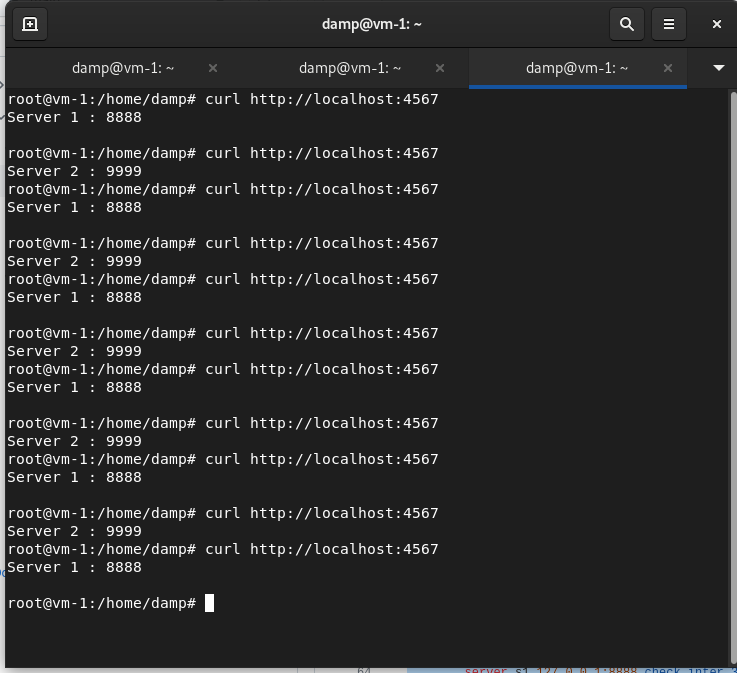 damp@vm-1: ~
damp@vm-1: ~ × damp@vm-1: ~ × damp@vm-1: ~ ×
root@vm-1:/home/damp# curl http://localhost:4567
Server 1 : 8888
root@vm-1:/home/damp# curl http://localhost:4567
Server 2 : 9999
root@vm-1:/home/damp# curl http://localhost:4567
Server 1 : 8888
root@vm-1:/home/damp# curl http://localhost:4567
Server 2 : 9999
root@vm-1:/home/damp# curl http://localhost:4567
Server 1 : 8888
root@vm-1:/home/damp# curl http://localhost:4567
Server 2 : 9999
root@vm-1:/home/damp# curl http://localhost:4567
Server 1 : 8888
root@vm-1:/home/damp# curl http://localhost:4567
Server 2 : 9999
root@vm-1:/home/damp# curl http://localhost:4567
Server 1 : 8888
root@vm-1:/home/damp# curl http://localhost:4567
Server 2 : 9999
root@vm-1:/home/damp# curl http://localhost:4567
Server 1 : 8888
root@vm-1:/home/damp#
64 server s1 127.0.0.1:8888 check inter 3